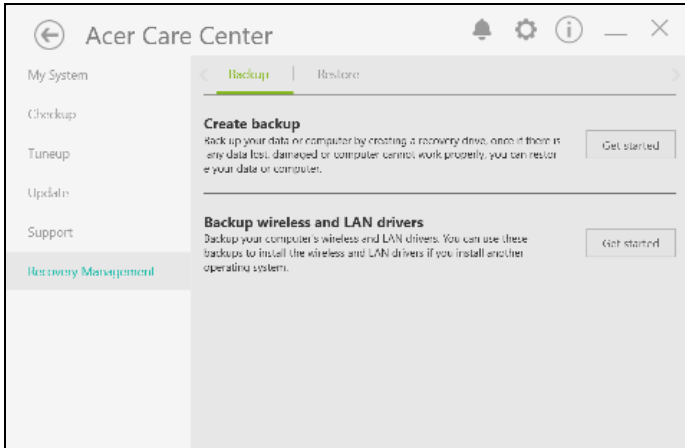 Acer Care Center
My System
Checkup
Tuneup
Update
Support
Recovery Management
Backup
Restore
Create backup
Back up your data or computer by creating a recovery drive, once if there is
any data lost, damaged or computer cannot work properly, you can restor
e your data or computer.
Get started
Backup wireless and LAN drivers
Backup your computer's wireless and LAN drivers. You can use these
backups to install the wireless and LAN drivers if you install another
operating system.
Get started